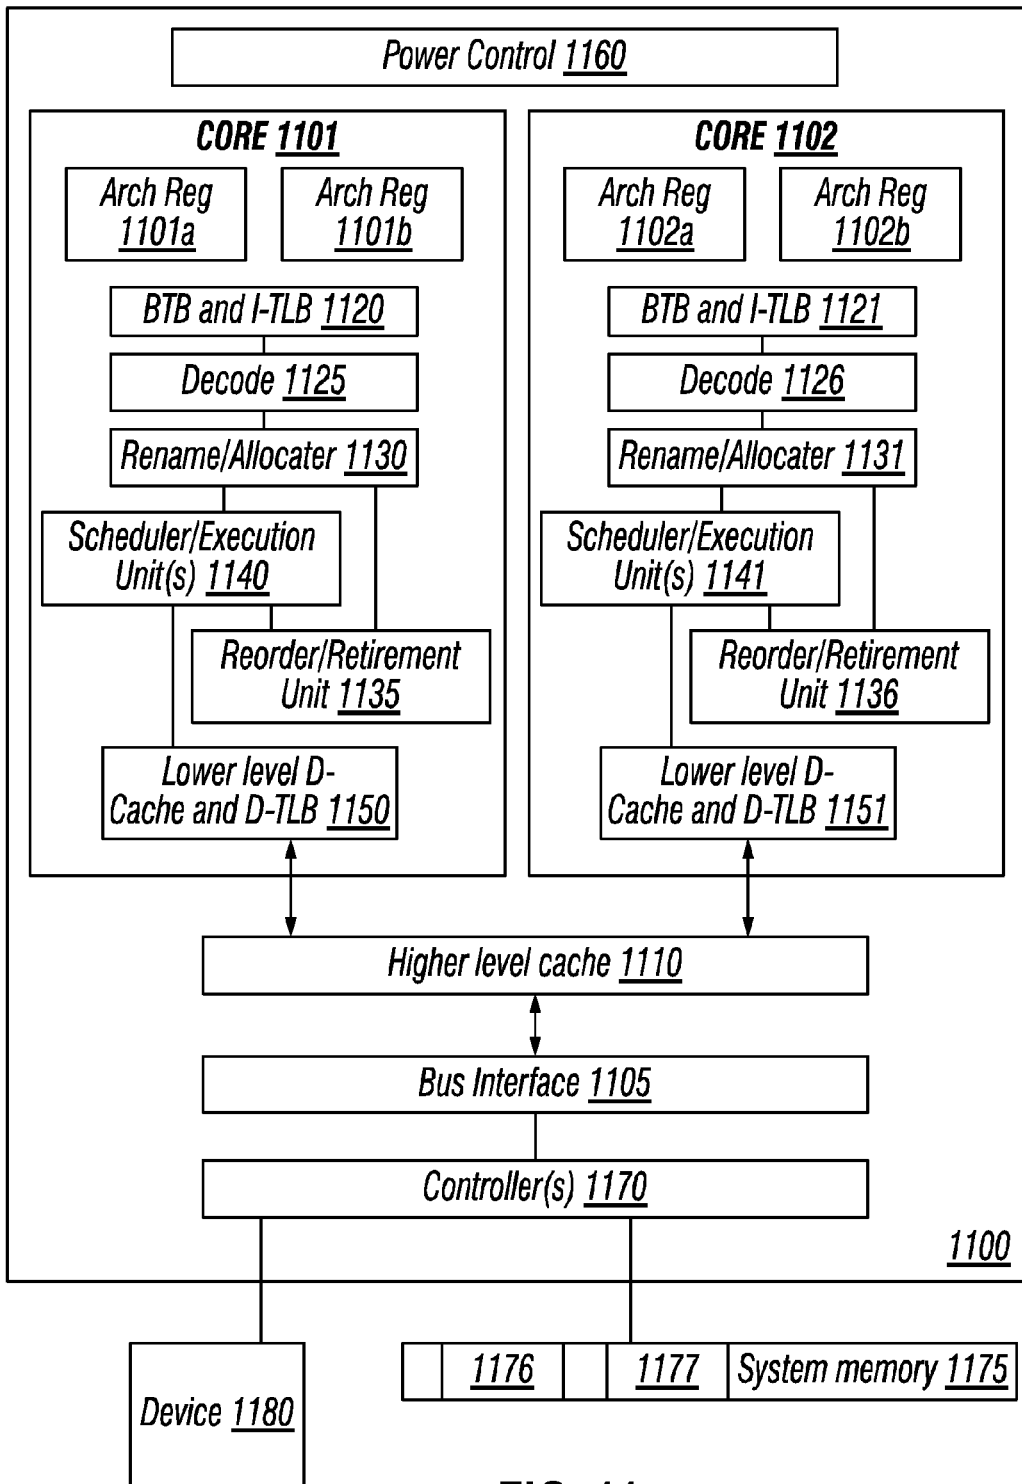 Power Control 1160
CORE 1101
Arch Reg
1101a
Arch Reg
1101b
BTB and I-TLB 1120
Decode 1125
Rename/Allocater 1130
Scheduler/Execution
Unit(s) 1140
Reorder/Retirement
Unit 1135
Lower level D-
Cache and D-TLB 1150
CORE 1102
Arch Reg
1102a
Arch Reg
1102b
BTB and I-TLB 1121
Decode 1126
Rename/Allocater 1131
Scheduler/Execution
Unit(s) 1141
Reorder/Retirement
Unit 1136
Lower level D-
Cache and D-TLB 1151
Higher level cache 1110
Bus Interface 1105
Controller(s) 1170
1100
Device 1180
1176
1177
System memory 1175